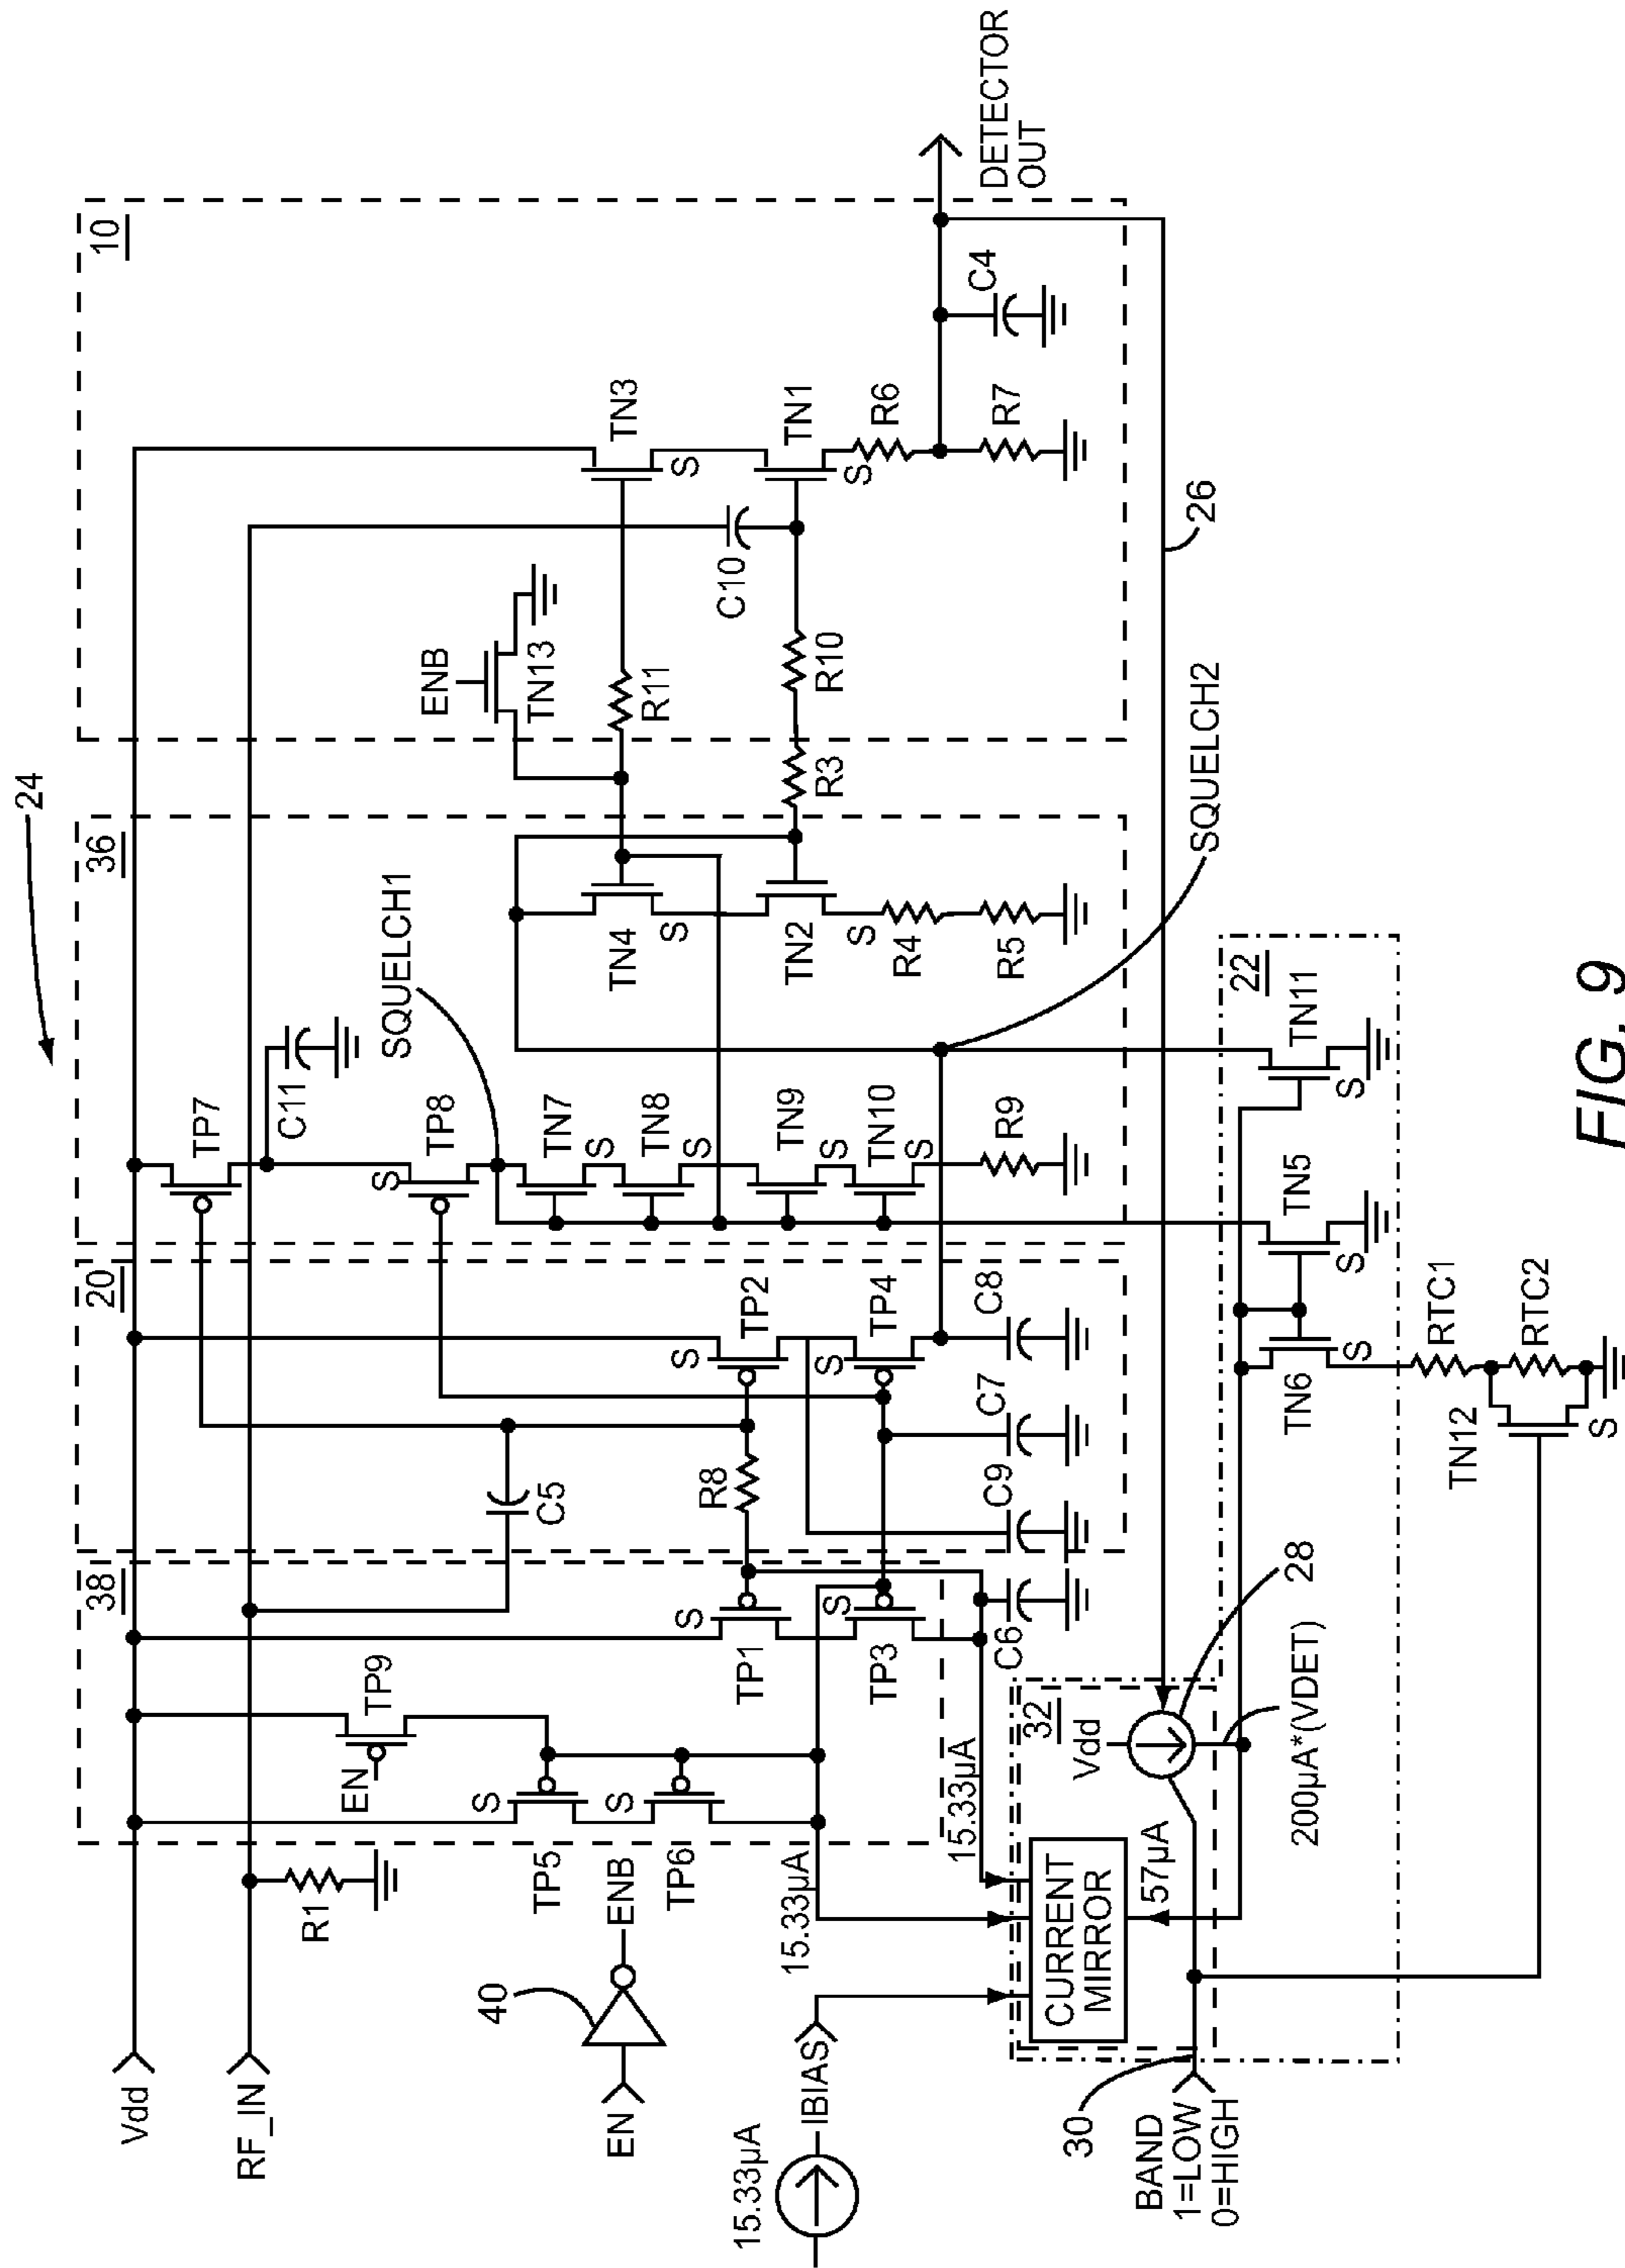 24
Vdd
RF_IN
R1
38
20
36
10
EN
TP9
TP5
TP6
S
S
40
EN
ENB
15.33µA
IBIAS
15.33µA
15.33µA
TP1
S
TP3
S
C5
R8
TP2
S
TP4
S
C6
C9
C7
C8
TP7
C11
TP8
S
SQUELCH1
TN7
S
TN8
S
TN9
S
TN10
S
R9
TN4
S
TN2
S
R4
R5
ENB
TN13
R11
R3
R10
C10
TN3
S
TN1
S
R6
R7
C4
DETECTOR
OUT
SQUELCH2
26
32
Vdd
28
CURRENT
MIRROR
57µA
200µA*(VDET)
30
BAND
1=LOW
0=HIGH
22
TN6
S
TN5
S
TN11
S
RTC1
RTC2
TN12
S
FIG. 9